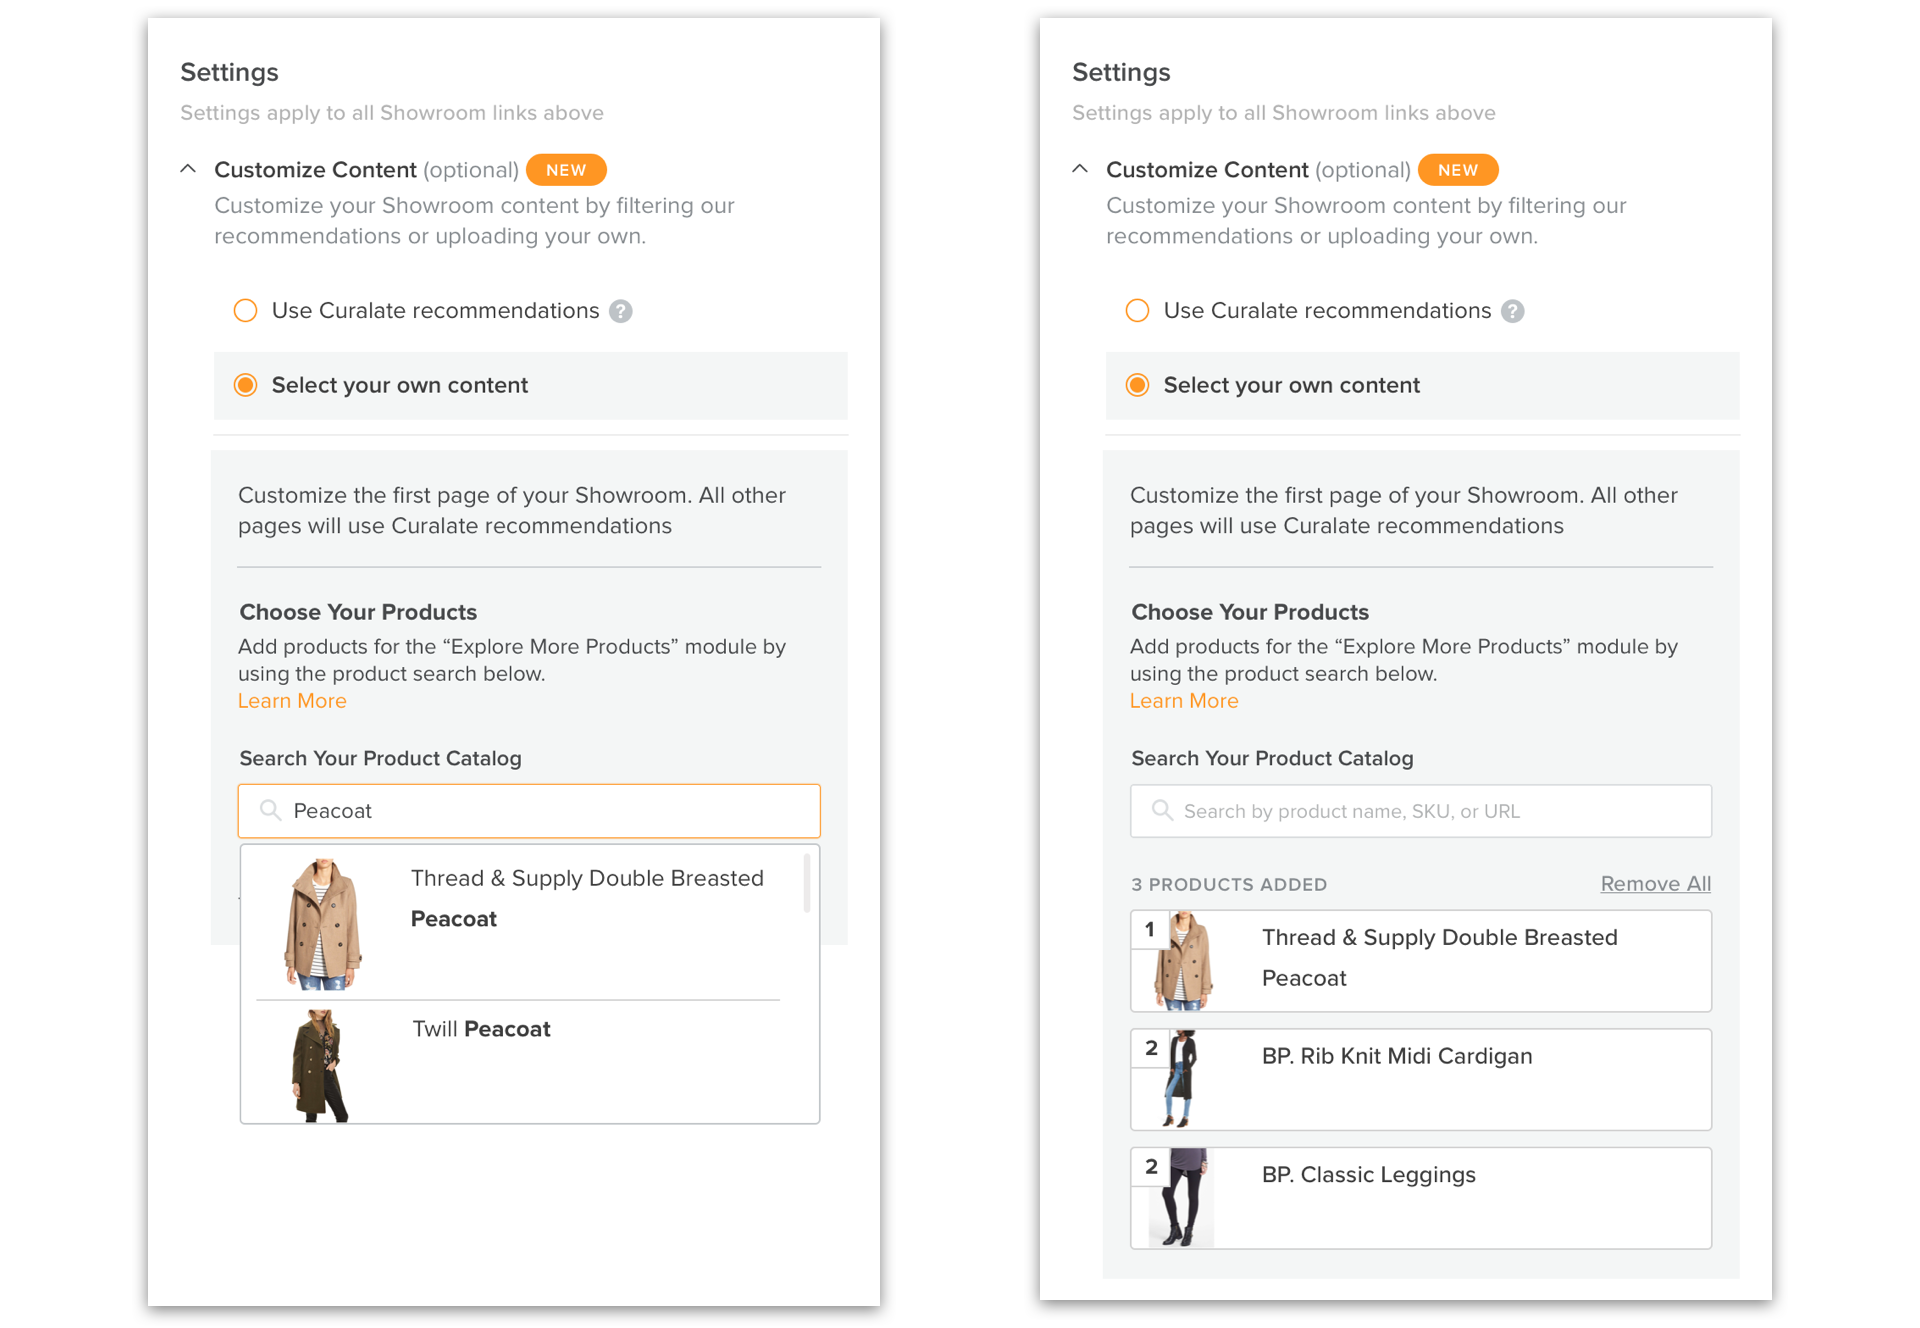 Settings
Settings apply to all Showroom links above
Customize Content (optional) NEW
Customize your Showroom content by filtering our
recommendations or uploading your own.
Use Curalate recommendations ?
Select your own content
Customize the first page of your Showroom. All other
pages will use Curalate recommendations
Choose Your Products
Add products for the “Explore More Products” module by
using the product search below.
Learn More
Search Your Product Catalog
Peacoat
Thread & Supply Double Breasted
Peacoat
Twill Peacoat
Settings
Settings apply to all Showroom links above
Customize Content (optional) NEW
Customize your Showroom content by filtering our
recommendations or uploading your own.
Use Curalate recommendations ?
Select your own content
Customize the first page of your Showroom. All other
pages will use Curalate recommendations
Choose Your Products
Add products for the “Explore More Products” module by
using the product search below.
Learn More
Search Your Product Catalog
Search by product name, SKU, or URL
3 PRODUCTS ADDED Remove All
1 Thread & Supply Double Breasted
Peacoat
2 BP. Rib Knit Midi Cardigan
2 BP. Classic Leggings